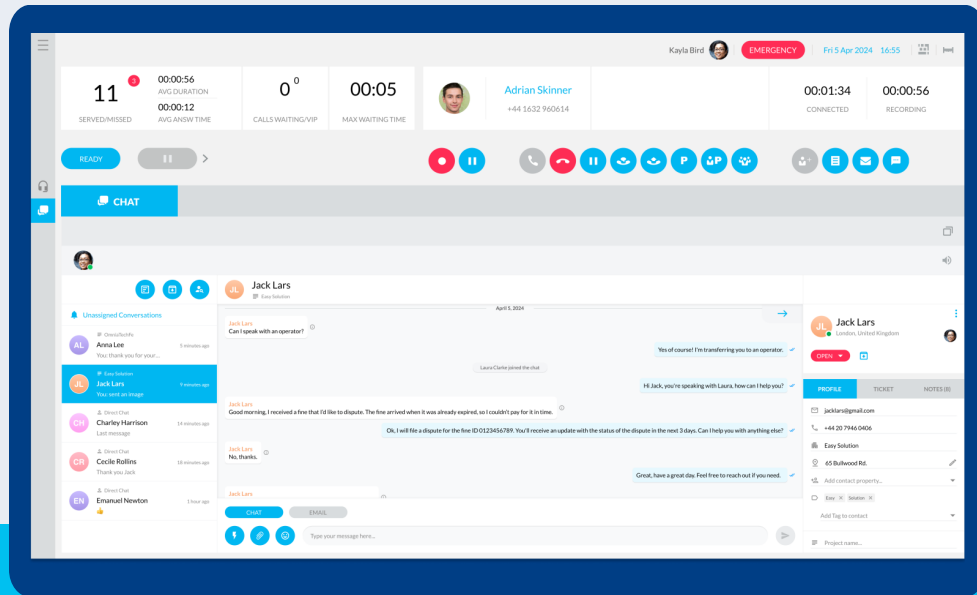 Kayla Bird
EMERGENCY
Fri 5 Apr 2024 16:55
11
3
SERVED/MISSED
00:00:56
AVG DURATION
00:00:12
AVG ANSW TIME
0 0
CALLS WAITING/VIP
00:05
MAX WAITING TIME
Adrian Skinner
+44 1632 960614
00:01:34
CONNECTED
00:00:56
RECORDING
READY
P
P
CHAT
Unassigned Conversations
AL
Anna Lee
5 minutes ago
You: thank you for your...
Easy Solution
JL
Jack Lars
9 minutes ago
You: sent an image
Direct Chat
CH
Charley Harrison
14 minutes ago
Last message
Direct Chat
CR
Cecile Rollins
18 minutes ago
Thank you Jack
Direct Chat
EN
Emanuel Newton
1 hour ago
JL
Jack Lars
Easy Solution
April 5, 2024
Jack Lars
Can I speak with an operator?
Yes of course! I'm transferring you to an operator.
Laura Clarke joined the chat
Hi Jack, you're speaking with Laura, how can I help you?
Jack Lars
Good morning, I received a fine that I'd like to dispute. The fine arrived when it was already expired, so I couldn't pay for it in time.
Ok, I will file a dispute for the fine ID 0123456789. You'll receive an update with the status of the dispute in the next 3 days. Can I help you with anything else?
Jack Lars
No, thanks.
Great, have a great day. Feel free to reach out if you need.
Jack Lars
CHAT
EMAIL
Type your message here...
JL
Jack Lars
London, United Kingdom
OPEN
PROFILE
TICKET
NOTES (8)
jacklars@gmail.com
+44 20 7946 0406
Easy Solution
65 Bullwood Rd.
Add contact property...
Easy
Solution
Add Tag to contact
Project name...